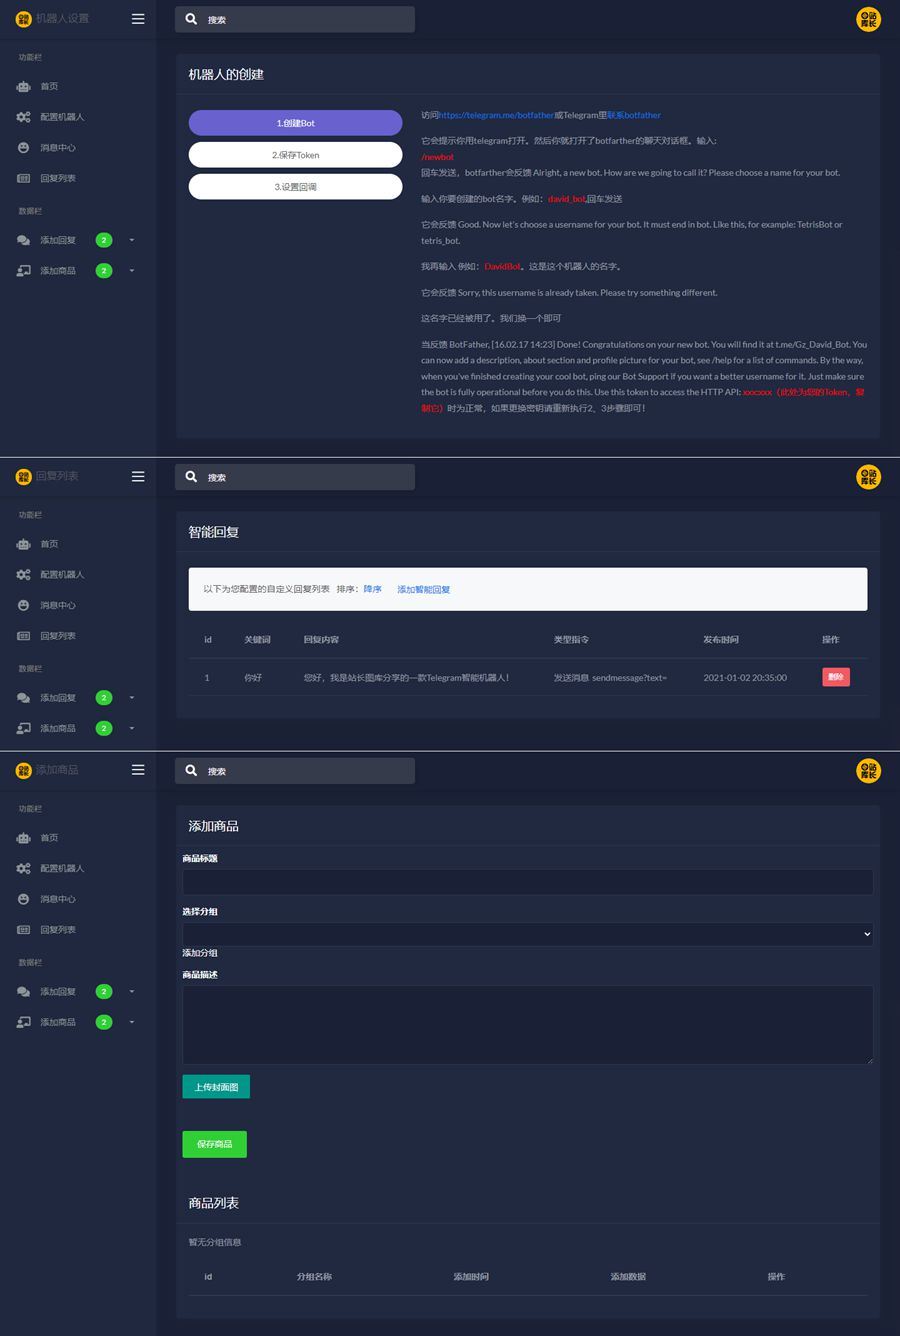 机器人设置
搜索
功能栏
首页
配置机器人
消息中心
回复列表
数据栏
添加回复 2
添加商品 2
机器人的创建
1.创建Bot
2.保存Token
3.设置回调
访问https://telegram.me/botfather或Telegram里联系botfather
它会提示你用telegram打开。然后你就打开了botfarther的聊天对话框。输入:
/newbot
回车发送，botfarther会反馈 Alright, a new bot. How are we going to call it? Please choose a name for your bot.
输入你要创建的bot名字。例如：david_bot,回车发送
它会反馈 Good. Now let's choose a username for your bot. It must end in bot. Like this, for example: TetrisBot or
tetris_bot.
我再输入 例如：DavidBot。这是这个机器人的名字。
它会反馈 Sorry, this username is already taken. Please try something different.
这名字已经被用了。我们换一个即可
当反馈 BotFather, [16.02.17 14:23] Done! Congratulations on your new bot. You will find it at t.me/Gz_David_Bot. You
can now add a description, about section and profile picture for your bot, see /help for a list of commands. By the way,
when you've finished creating your cool bot, ping our Bot Support if you want a better username for it. Just make sure
the bot is fully operational before you do this. Use this token to access the HTTP API: xxx:xxx（此处为您的Token，复
制它）时为正常，如果更换密钥请重新执行2、3步骤即可！
回复列表
搜索
功能栏
首页
配置机器人
消息中心
回复列表
数据栏
添加回复 2
添加商品 2
智能回复
以下为您配置的自定义回复列表 排序：降序 添加智能回复
id 关键词 回复内容 类型指令 发布时间 操作
1 你好 您好，我是站长图库分享的一款Telegram智能机器人！ 发送消息 sendmessage?text= 2021-01-02 20:35:00 删除
添加商品
搜索
功能栏
首页
配置机器人
消息中心
回复列表
数据栏
添加回复 2
添加商品 2
添加商品
商品标题
选择分组
添加分组
商品描述
上传封面图
保存商品
商品列表
暂无分组信息
id 分组名称 添加时间 添加数据 操作